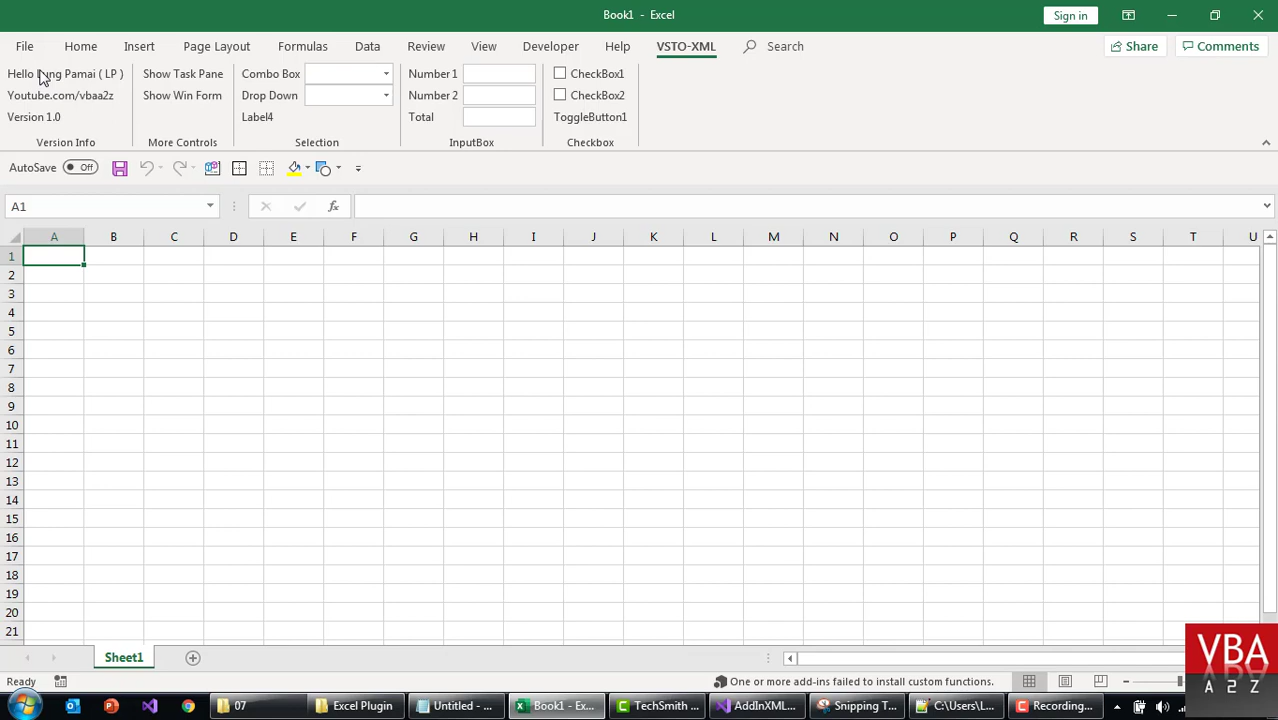 Book1 - Excel
Sign in
File Home Insert Page Layout Formulas Data Review View Developer Help VSTO-XML Search Share Comments
Hello Lung Pamai ( LP ) Show Task Pane Combo Box Number 1 CheckBox1
Youtube.com/vbaa2z Show Win Form Drop Down Number 2 CheckBox2
Version 1.0 Label4 Total ToggleButton1
Version Info More Controls Selection InputBox Checkbox
AutoSave Off
A1 fx
A B C D E F G H I J K L M N O P Q R S T U
1
2
3
4
5
6
7
8
9
10
11
12
13
14
15
16
17
18
19
20
21
Sheet1
Ready One or more add-ins failed to install custom functions.
07 Excel Plugin Untitled - ... Book1 - Exc... TechSmith ... AddInXML... Snipping T... C:\Users\L... Recording...
VBA
A 2 Z